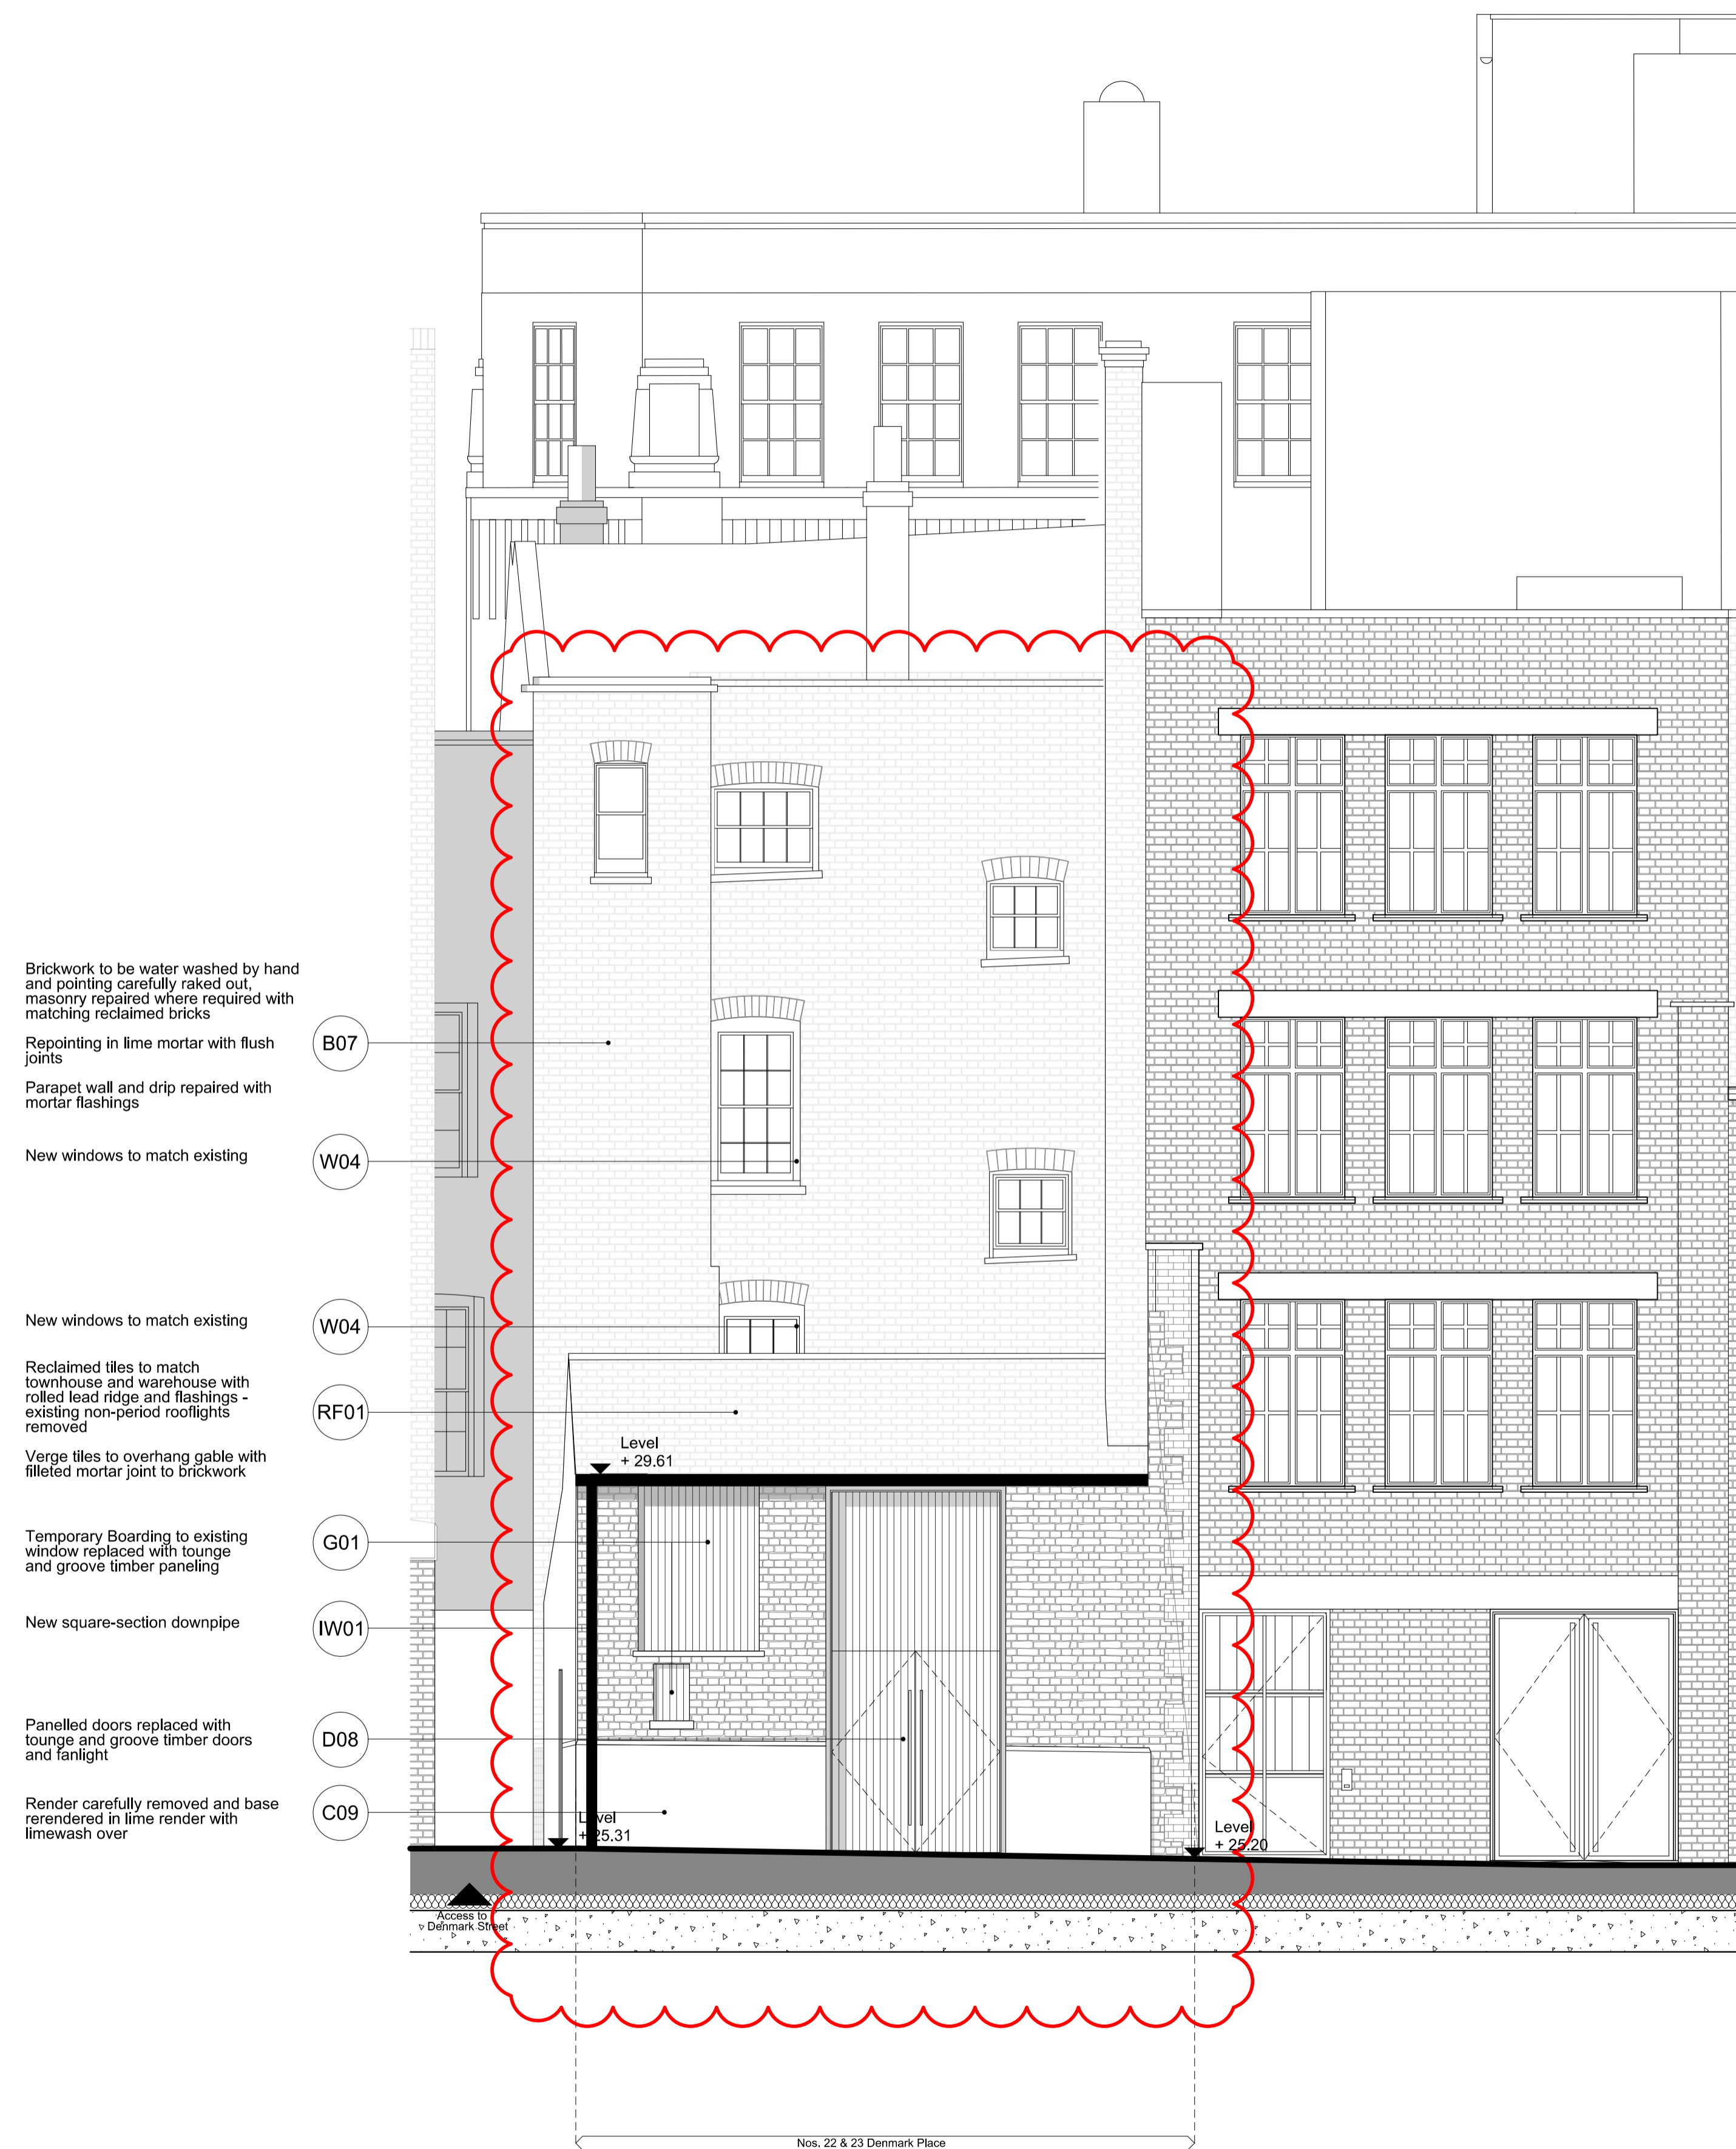 Brickwork to be water washed by hand
and pointing carefully raked out,
masonry repaired where required with
matching reclaimed bricks
Repointing in lime mortar with flush
joints
Parapet wall and drip repaired with
mortar flashings
B07
New windows to match existing
W04
New windows to match existing
W04
Reclaimed tiles to match
townhouse and warehouse with
rolled lead ridge and flashings -
existing non-period rooflights
removed
Verge tiles to overhang gable with
filleted mortar joint to brickwork
RF01
Level
+ 29.61
Temporary Boarding to existing
window replaced with tounge
and groove timber paneling
G01
New square-section downpipe
IW01
Panelled doors replaced with
tounge and groove timber doors
and fanlight
D08
Render carefully removed and base
rerendered in lime render with
limewash over
C09
Level
+ 25.31
Level
+ 25.20
Access to
Denmark Street
Nos. 22 & 23 Denmark Place